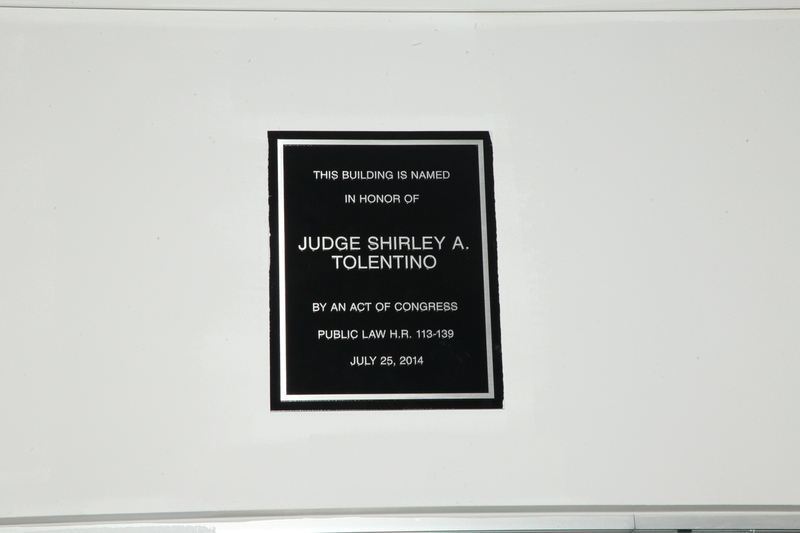 THIS BUILDING IS NAMED
IN HONOR OF
JUDGE SHIRLEY A.
TOLENTINO
BY AN ACT OF CONGRESS
PUBLIC LAW H.R. 113-139
JULY 25, 2014